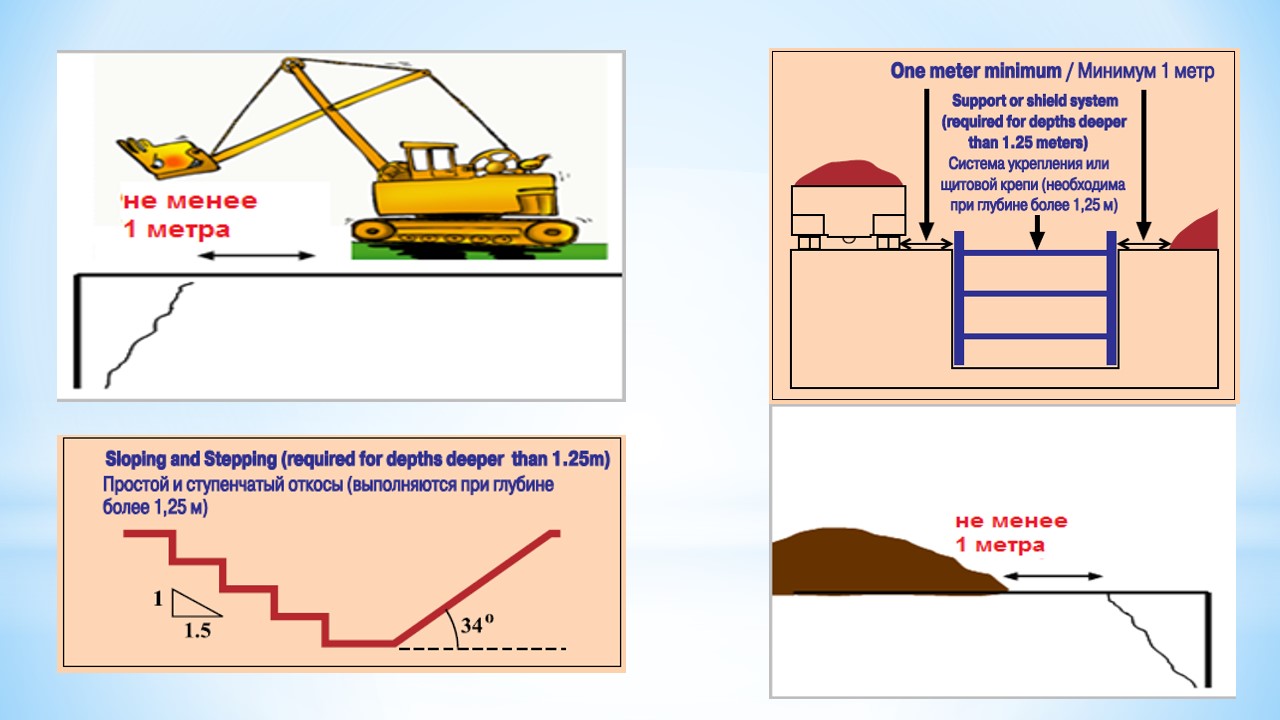 не менее
1 метра
One meter minimum / Минимум 1 метр
Support or shield system
(required for depths deeper
than 1.25 meters)
Система укрепления или
щитовой крепи (необходима
при глубине более 1,25 м)
Sloping and Stepping (required for depths deeper than 1.25m)
Простой и ступенчатый откосы (выполняются при глубине
более 1,25 м)
1
1.5
34°
не менее
1 метра